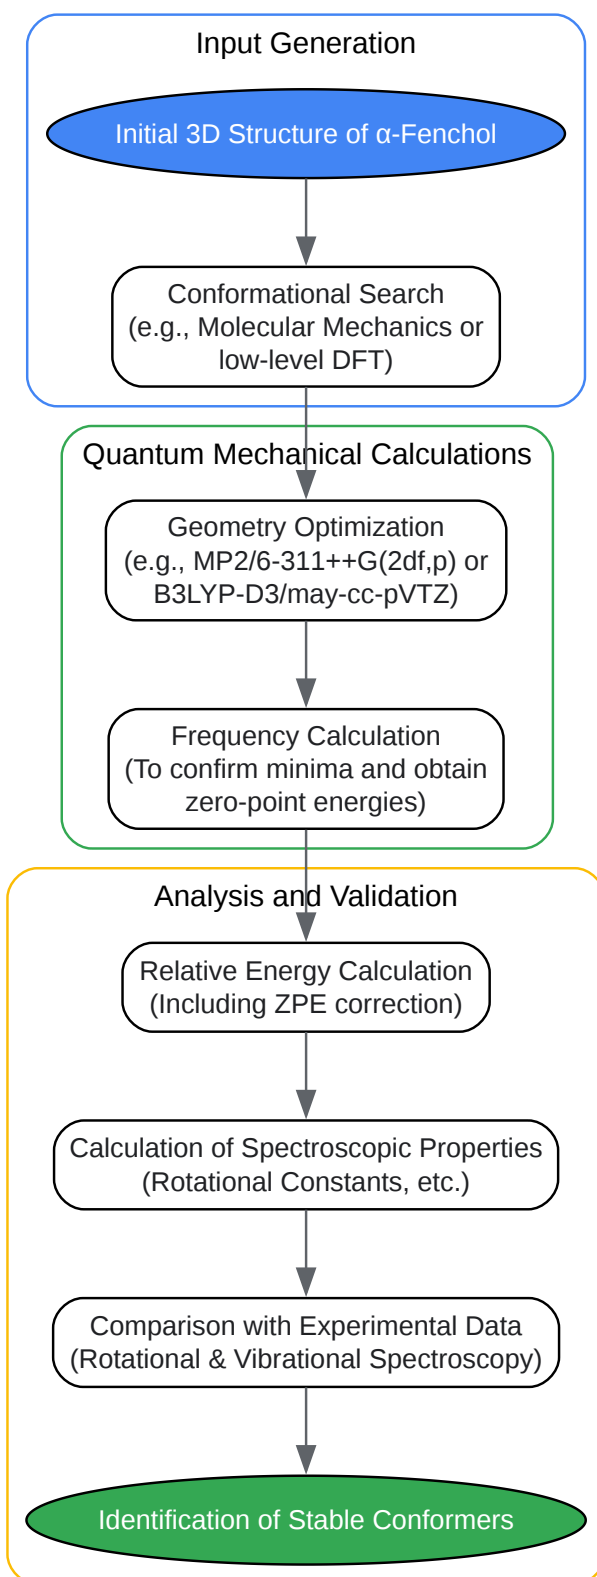 Input Generation
Initial 3D Structure of α-Fenchol
Conformational Search
(e.g., Molecular Mechanics or
low-level DFT)
Quantum Mechanical Calculations
Geometry Optimization
(e.g., MP2/6-311++G(2df,p) or
B3LYP-D3/may-cc-pVTZ)
Frequency Calculation
(To confirm minima and obtain
zero-point energies)
Analysis and Validation
Relative Energy Calculation
(Including ZPE correction)
Calculation of Spectroscopic Properties
(Rotational Constants, etc.)
Comparison with Experimental Data
(Rotational & Vibrational Spectroscopy)
Identification of Stable Conformers